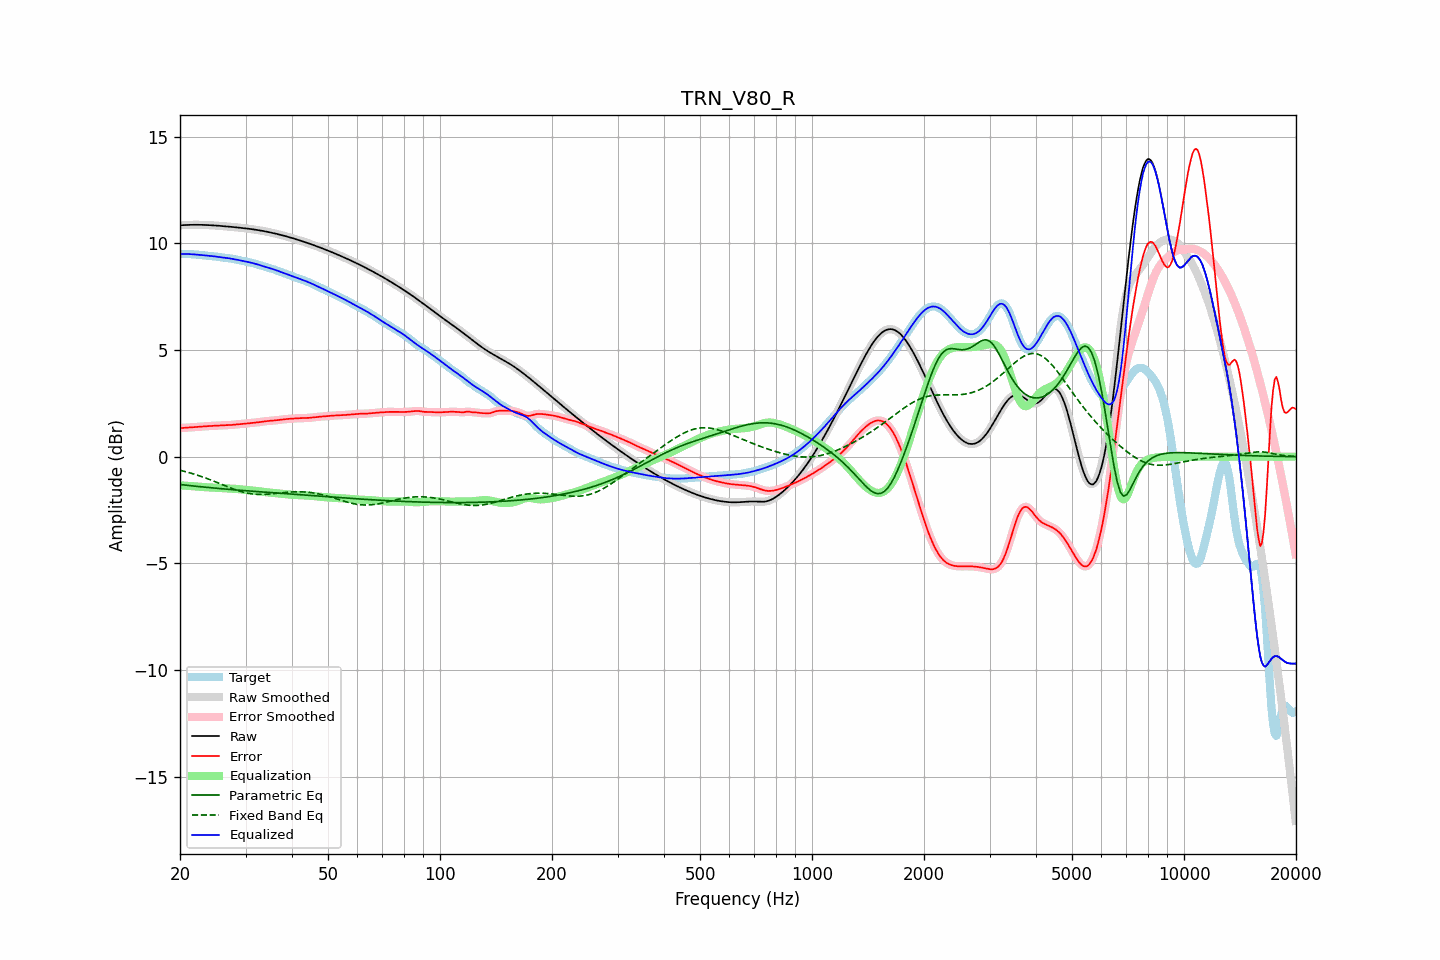 TRN_V80_R
Amplitude (dBr)
15
10
5
0
−5
−10
−15
Target
Raw Smoothed
Error Smoothed
Raw
Error
Equalization
Parametric Eq
Fixed Band Eq
Equalized
20
50
100
200
500
1000
2000
5000
10000
20000
Frequency (Hz)